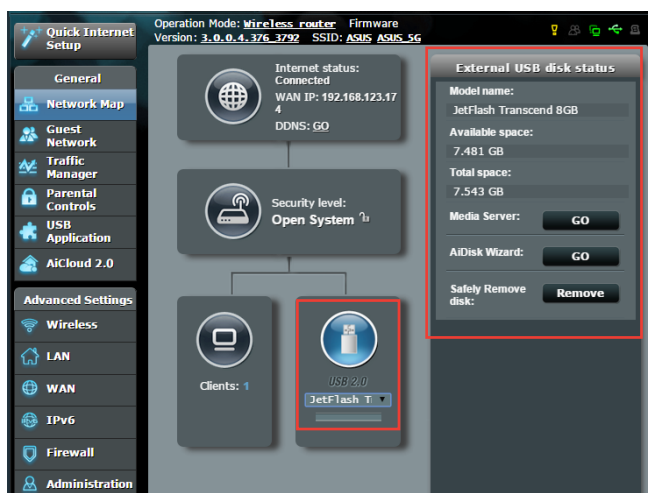 Quick Internet
Setup
General
Network Map
Guest
Network
Traffic
Manager
Parental
Controls
USB
Application
AiCloud 2.0
Advanced Settings
Wireless
LAN
WAN
IPv6
Firewall
Administration
Operation Mode: Wireless router Firmware
Version: 3.0.0.4.376_3792 SSID: ASUS ASUS_5G
Internet status:
Connected
WAN IP: 192.168.123.17
4
DDNS: GO
Security level:
Open System
Clients: 1
USB 2.0
JetFlash T
External USB disk status
Model name:
JetFlash Transcend 8GB
Available space:
7.481 GB
Total space:
7.543 GB
Media Server: GO
AiDisk Wizard: GO
Safely Remove
disk: Remove